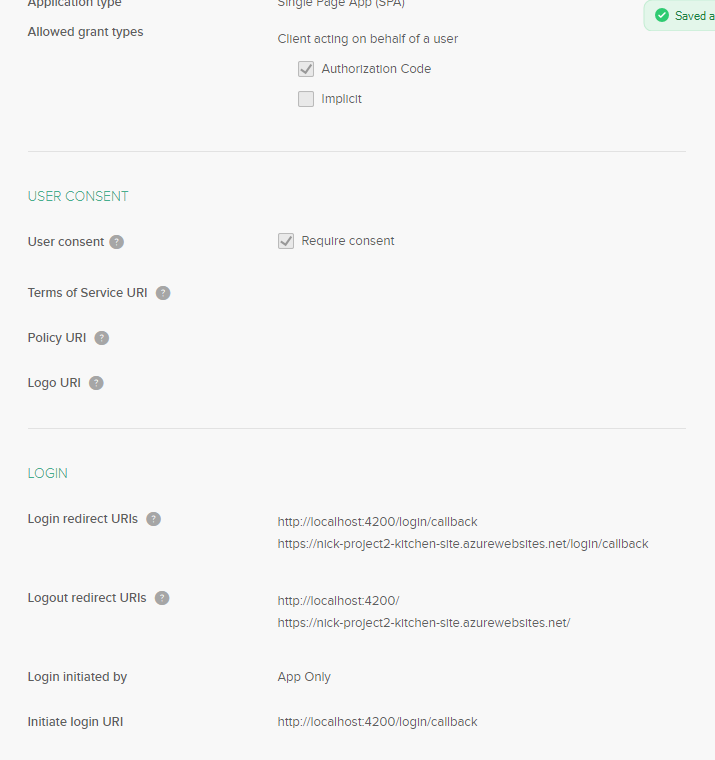 Application type
Single Page App (SPA)
Saved a
Allowed grant types
Client acting on behalf of a user
Authorization Code
Implicit
USER CONSENT
User consent ?
Require consent
Terms of Service URI ?
Policy URI ?
Logo URI ?
LOGIN
Login redirect URIs ?
http://localhost:4200/login/callback
https://nick-project2-kitchen-site.azurewebsites.net/login/callback
Logout redirect URIs ?
http://localhost:4200/
https://nick-project2-kitchen-site.azurewebsites.net/
Login initiated by
App Only
Initiate login URI
http://localhost:4200/login/callback